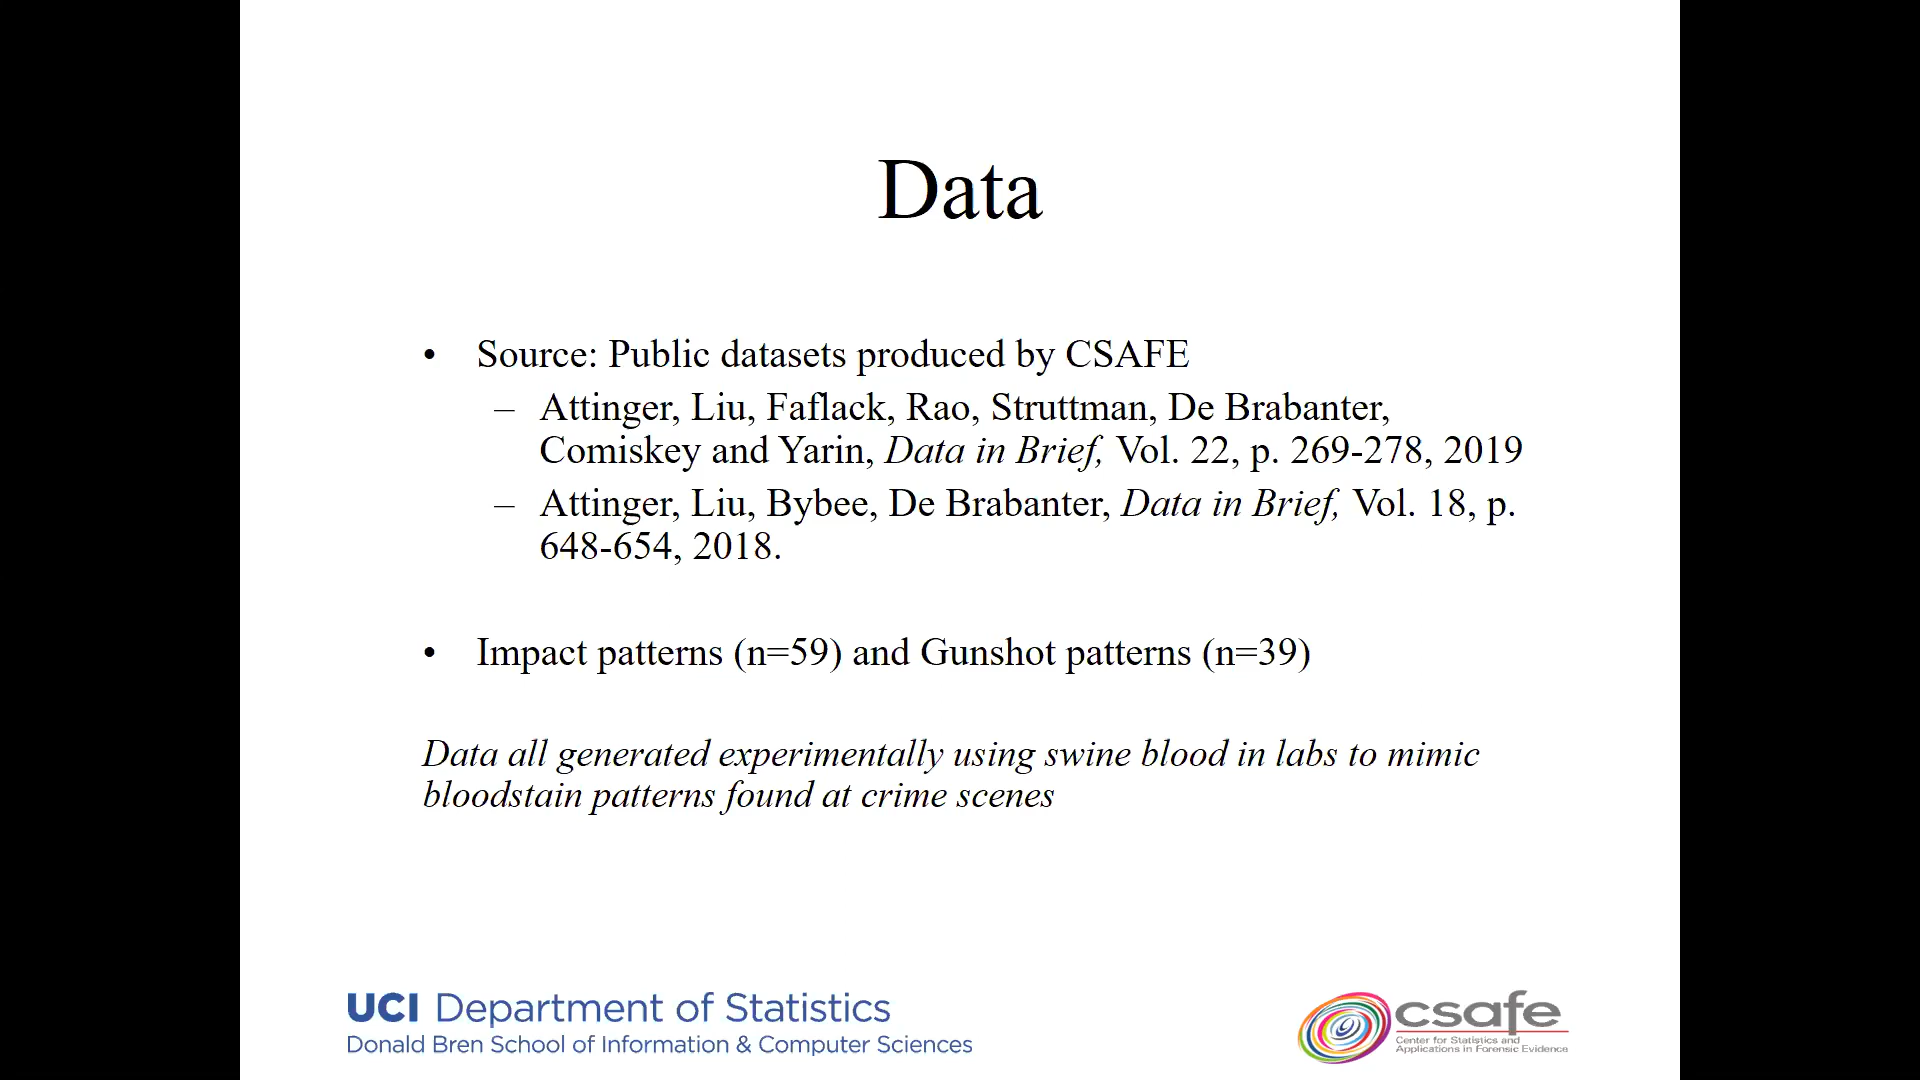 Data
• Source: Public datasets produced by CSAFE
– Attinger, Liu, Faflack, Rao, Struttman, De Brabanter,
Comiskey and Yarin, Data in Brief, Vol. 22, p. 269-278, 2019
– Attinger, Liu, Bybee, De Brabanter, Data in Brief, Vol. 18, p.
648-654, 2018.
• Impact patterns (n=59) and Gunshot patterns (n=39)
Data all generated experimentally using swine blood in labs to mimic
bloodstain patterns found at crime scenes
UCI Department of Statistics
Donald Bren School of Information & Computer Sciences
csafe
Center for Statistics and
Applications in Forensic Evidence